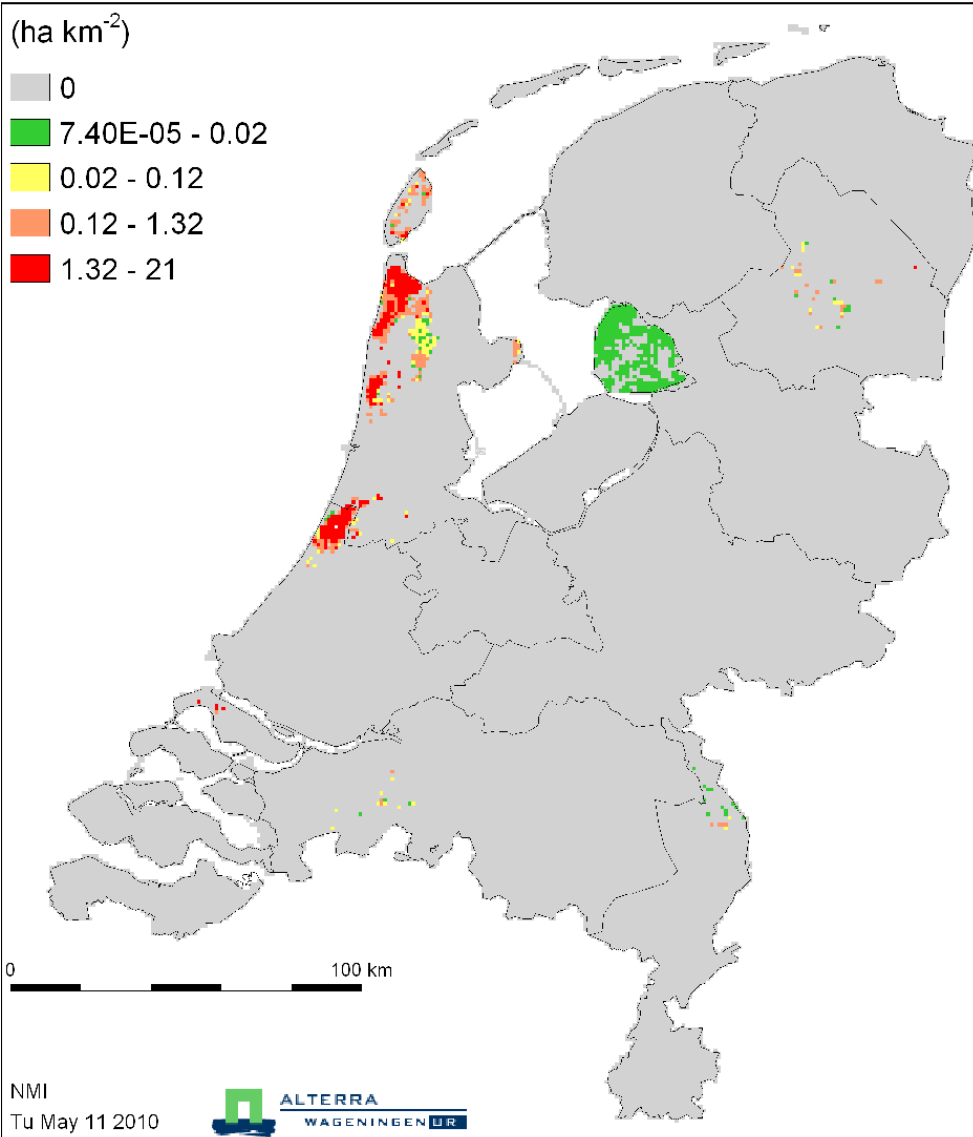 (ha km-2)
0
7.40E-05 - 0.02
0.02 - 0.12
0.12 - 1.32
1.32 - 21
0 100 km
NMI
Tu May 11 2010
ALTERRA
WAGENINGEN UR